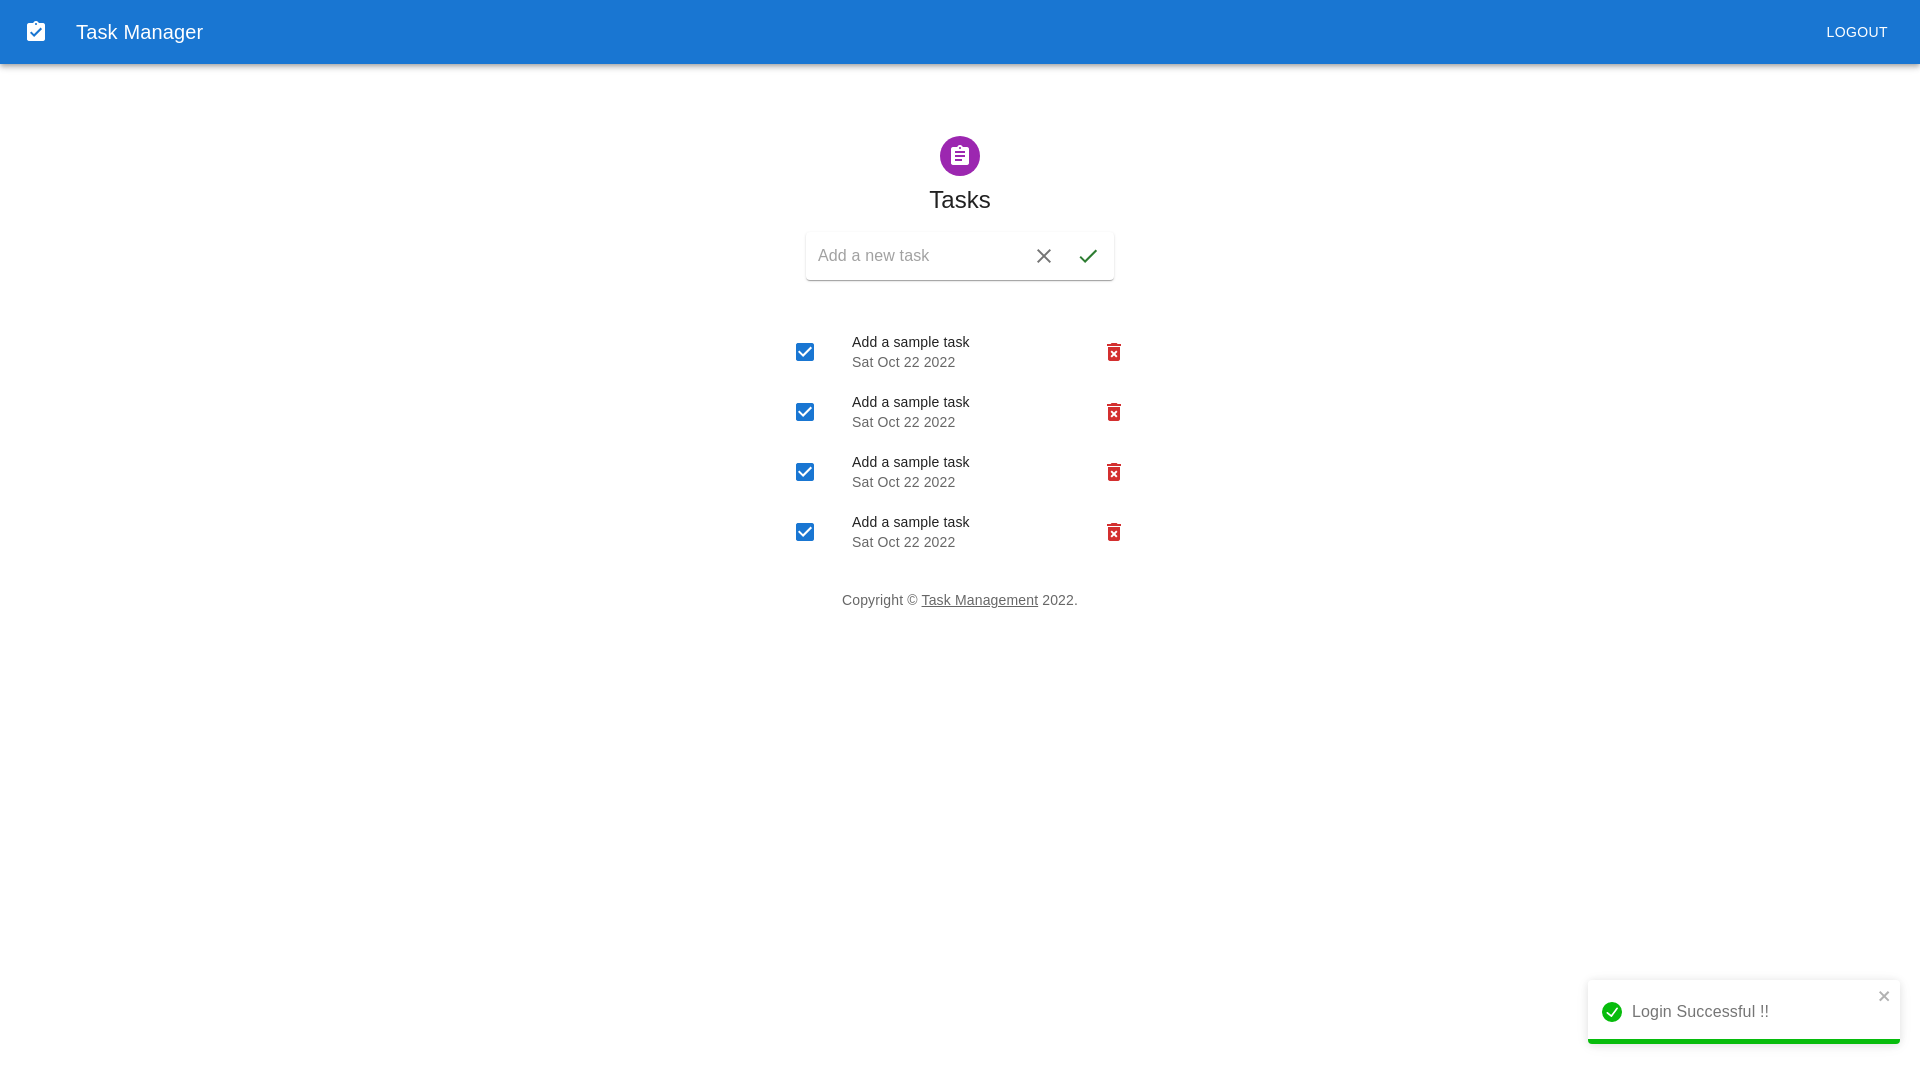 Task Manager
LOGOUT
Tasks
Add a new task
Add a sample task
Sat Oct 22 2022
Add a sample task
Sat Oct 22 2022
Add a sample task
Sat Oct 22 2022
Add a sample task
Sat Oct 22 2022
Copyright © Task Management 2022.
Login Successful !!